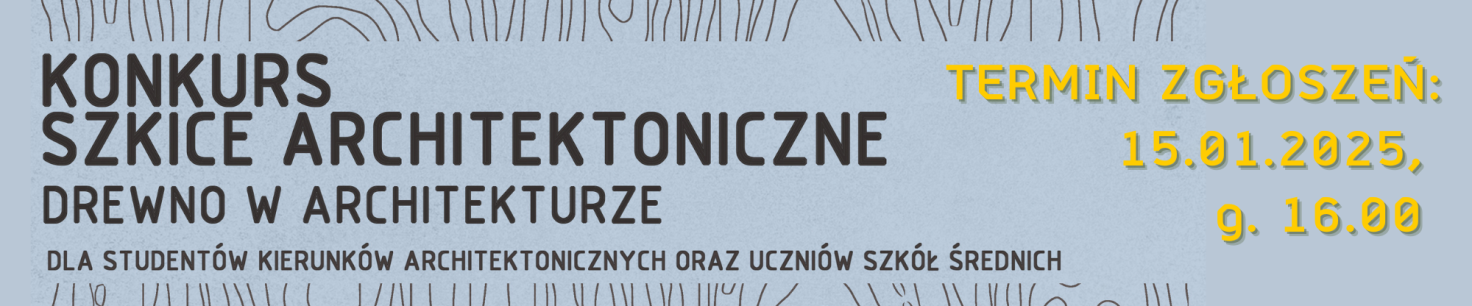 KONKURS
SZKICE ARCHITEKTONICZNE
DREWNO W ARCHITEKTURZE
DLA STUDENTÓW KIERUNKÓW ARCHITEKTONICZNYCH ORAZ UCZNIÓW SZKÓŁ ŚREDNICH
TERMIN ZGŁOSZEŃ:
15.01.2025,
g. 16.00